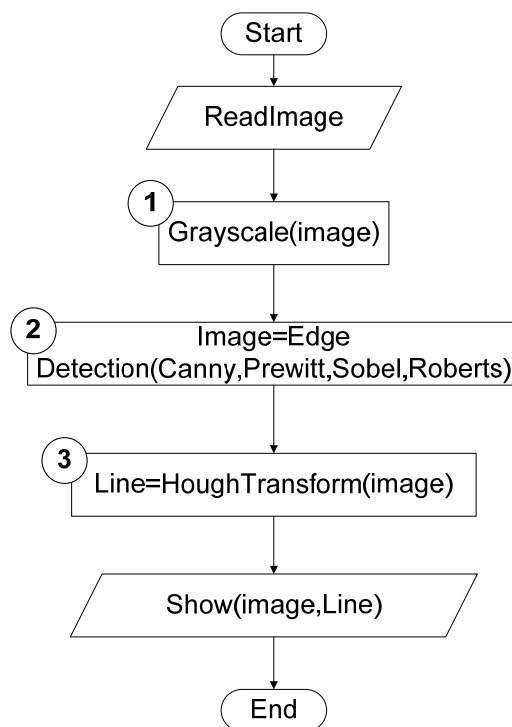 Start
ReadImage
1
Grayscale(image)
2
Image=Edge
Detection(Canny,Prewitt,Sobel,Roberts)
3
Line=HoughTransform(image)
Show(image,Line)
End